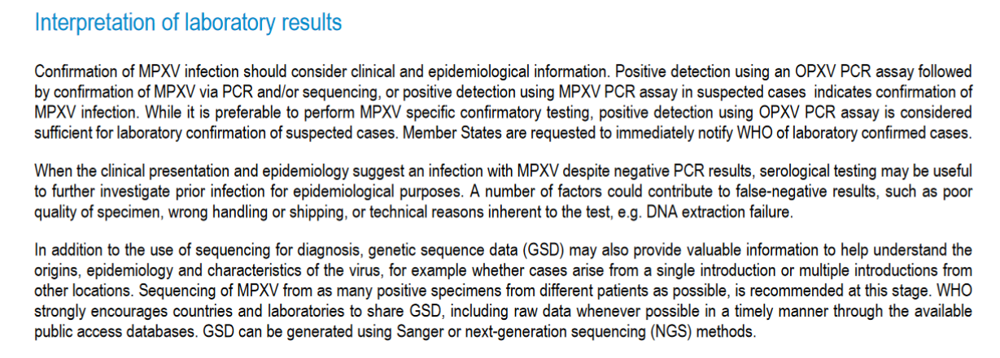 Interpretation of laboratory results
Confirmation of MPXV infection should consider clinical and epidemiological information. Positive detection using an OPXV PCR assay followed
by confirmation of MPXV via PCR and/or sequencing, or positive detection using MPXV PCR assay in suspected cases indicates confirmation of
MPXV infection. While it is preferable to perform MPXV specific confirmatory testing, positive detection using OPXV PCR assay is considered
sufficient for laboratory confirmation of suspected cases. Member States are requested to immediately notify WHO of laboratory confirmed cases.
When the clinical presentation and epidemiology suggest an infection with MPXV despite negative PCR results, serological testing may be useful
to further investigate prior infection for epidemiological purposes. A number of factors could contribute to false-negative results, such as poor
quality of specimen, wrong handling or shipping, or technical reasons inherent to the test, e.g. DNA extraction failure.
In addition to the use of sequencing for diagnosis, genetic sequence data (GSD) may also provide valuable information to help understand the
origins, epidemiology and characteristics of the virus, for example whether cases arise from a single introduction or multiple introductions from
other locations. Sequencing of MPXV from as many positive specimens from different patients as possible, is recommended at this stage. WHO
strongly encourages countries and laboratories to share GSD, including raw data whenever possible in a timely manner through the available
public access databases. GSD can be generated using Sanger or next-generation sequencing (NGS) methods.